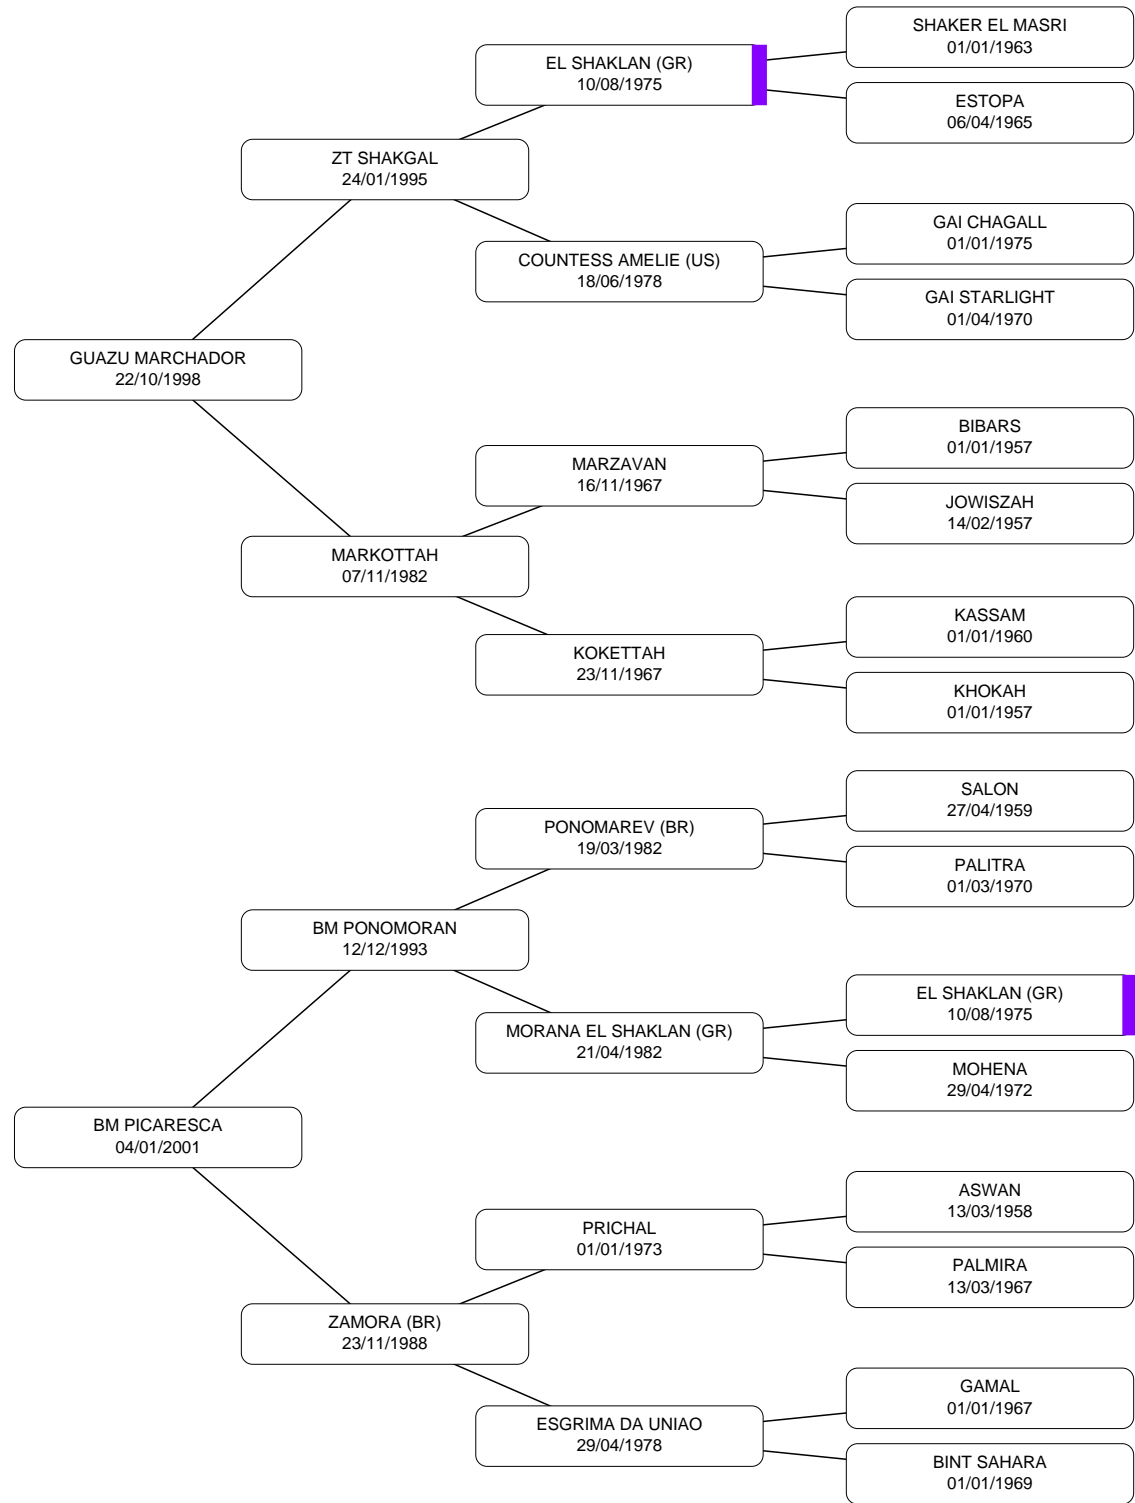 SHAKER EL MASRI
01/01/1963
EL SHAKLAN (GR)
10/08/1975
ESTOPA
06/04/1965
ZT SHAKGAL
24/01/1995
GAI CHAGALL
01/01/1975
COUNTESS AMELIE (US)
18/06/1978
GAI STARLIGHT
01/04/1970
GUAZU MARCHADOR
22/10/1998
BIBARS
01/01/1957
MARZAVAN
16/11/1967
JOWISZAH
14/02/1957
MARKOTTAH
07/11/1982
KASSAM
01/01/1960
KOKETTAH
23/11/1967
KHOKAH
01/01/1957
SALON
27/04/1959
PONOMAREV (BR)
19/03/1982
PALITRA
01/03/1970
BM PONOMORAN
12/12/1993
EL SHAKLAN (GR)
10/08/1975
MORANA EL SHAKLAN (GR)
21/04/1982
MOHENA
29/04/1972
BM PICARESCA
04/01/2001
ASWAN
13/03/1958
PRICHAL
01/01/1973
PALMIRA
13/03/1967
ZAMORA (BR)
23/11/1988
GAMAL
01/01/1967
ESGRIMA DA UNIAO
29/04/1978
BINT SAHARA
01/01/1969